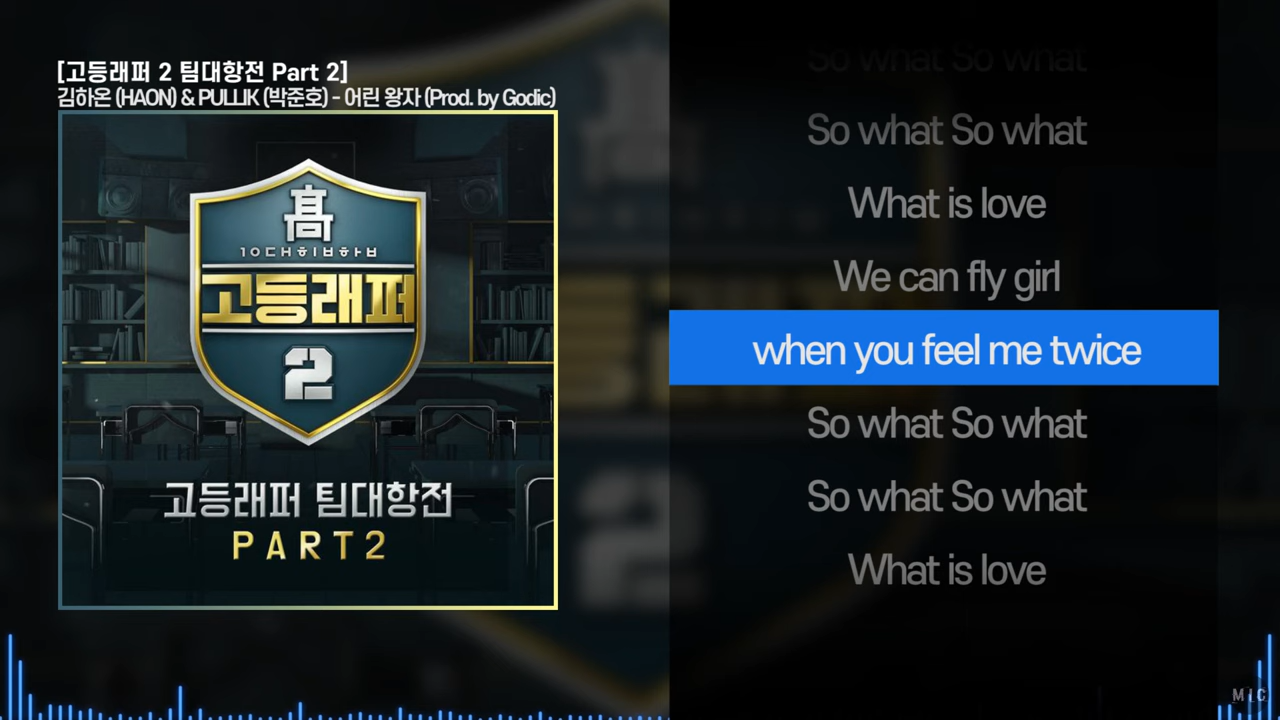 [고등래퍼 2 팀대항전 Part 2]
김하온 (HAON) & PULLIK (박준호) - 어린 왕자 (Prod. by Godic)
高
10대힙합
고등래퍼
2
고등래퍼 팀대항전
PART2
So what So what
So what So what
What is love
We can fly girl
when you feel me twice
So what So what
So what So what
What is love
MIC